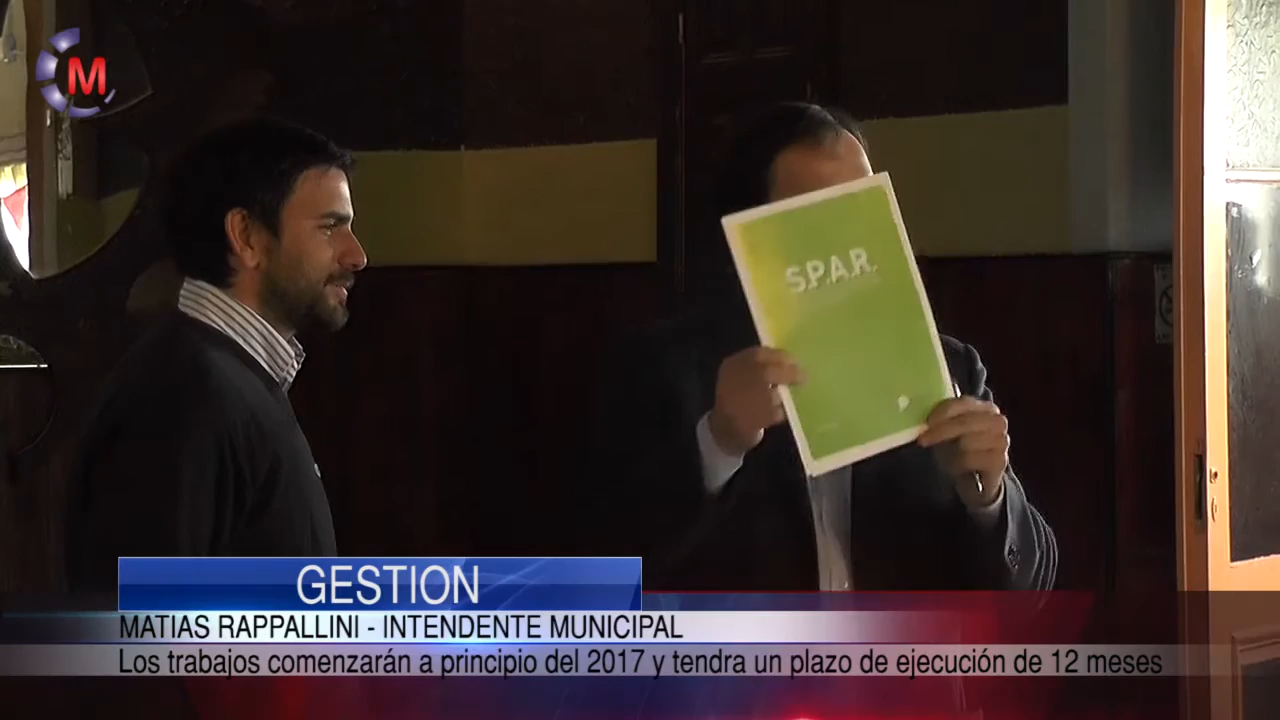 M
S.P.A.R.
GESTION
MATIAS RAPPALLINI - INTENDENTE MUNICIPAL
Los trabajos comenzarán a principio del 2017 y tendra un plazo de ejecución de 12 meses